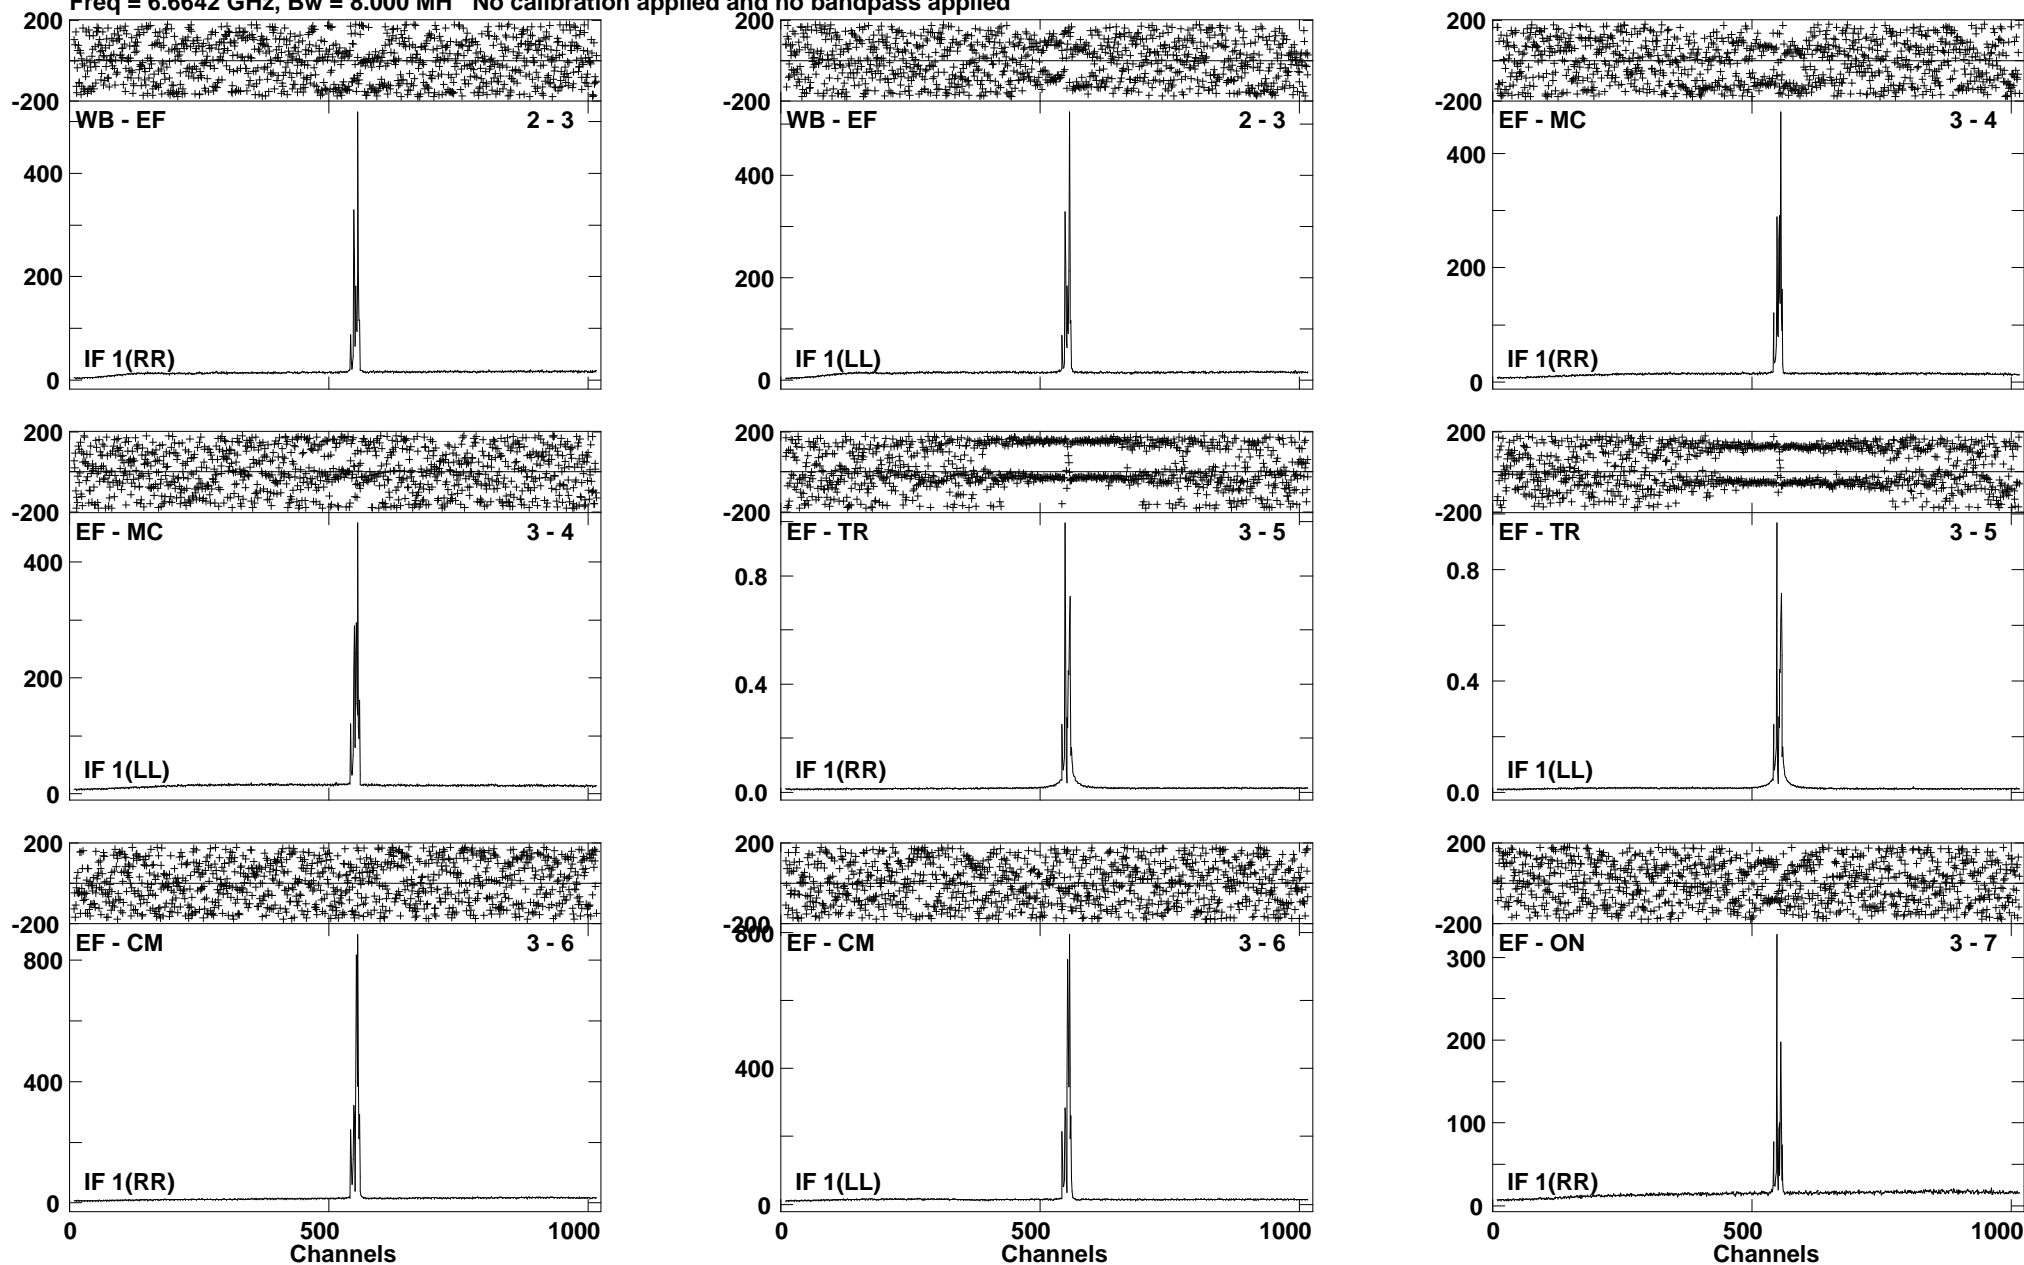 Freq = 6.6642 GHz, Bw = 8.000 MH No calibration applied and no bandpass applied
200
-200
WB - EF 2 - 3
400
200
0
IF 1(RR)
200
-200
WB - EF 2 - 3
400
200
0
IF 1(LL)
200
-200
EF - MC 3 - 4
400
200
0
IF 1(RR)
200
-200
EF - MC 3 - 4
400
200
0
IF 1(LL)
200
-200
EF - TR 3 - 5
0.8
0.4
0.0
IF 1(RR)
200
-200
EF - TR 3 - 5
0.8
0.4
0.0
IF 1(LL)
200
-200
EF - CM 3 - 6
800
400
0
IF 1(RR)
0 500 1000
Channels
200
-200
800
EF - CM 3 - 6
400
0
IF 1(LL)
0 500 1000
Channels
200
-200
EF - ON 3 - 7
300
200
100
0
IF 1(RR)
0 500 1000
Channels